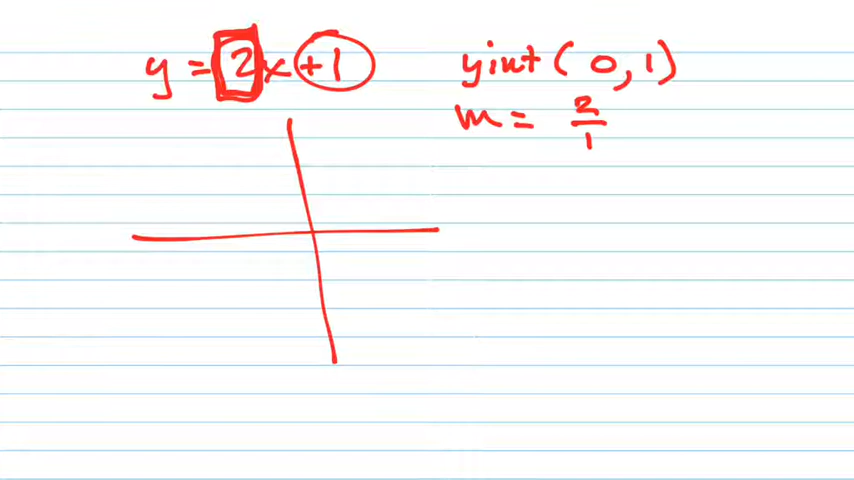 y = 2x + 1
yint ( 0, 1)
m = 2/1